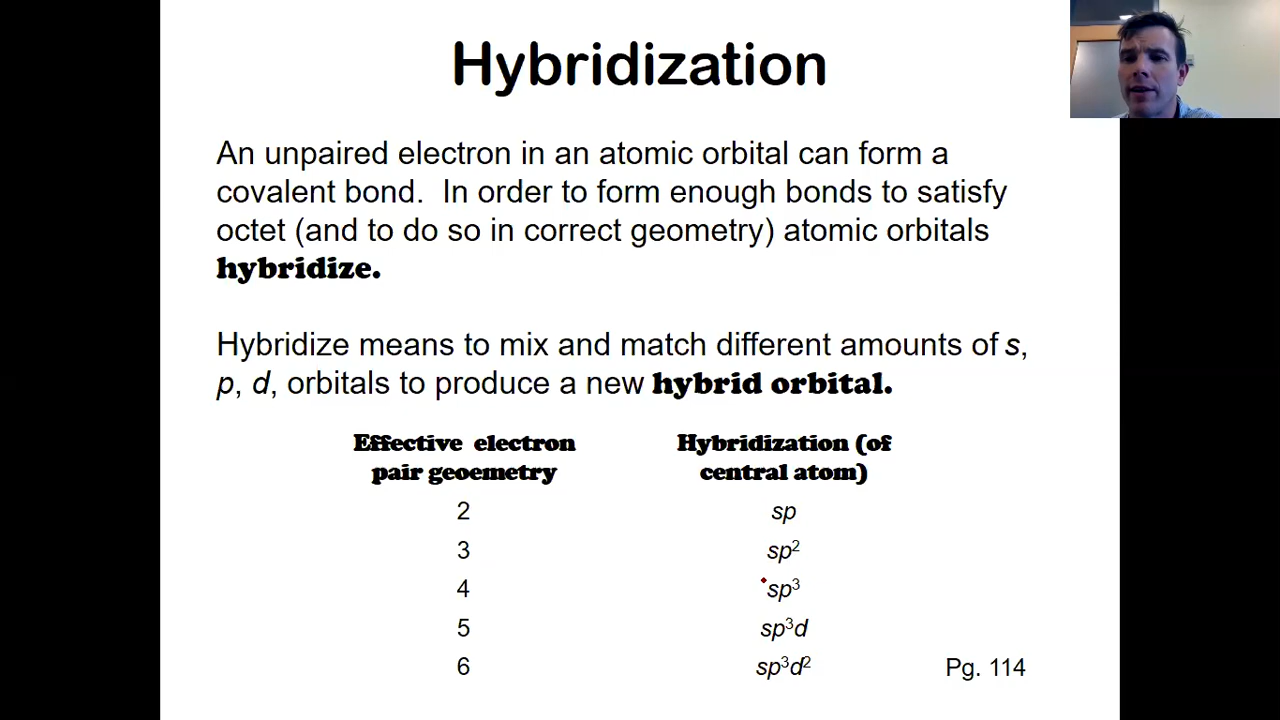 Hybridization
An unpaired electron in an atomic orbital can form a
covalent bond. In order to form enough bonds to satisfy
octet (and to do so in correct geometry) atomic orbitals
hybridize.
Hybridize means to mix and match different amounts of s,
p, d, orbitals to produce a new hybrid orbital.
Effective electron pair geoemetry Hybridization (of central atom)
2 sp
3 sp²
4 sp³
5 sp³d
6 sp³d²
Pg. 114